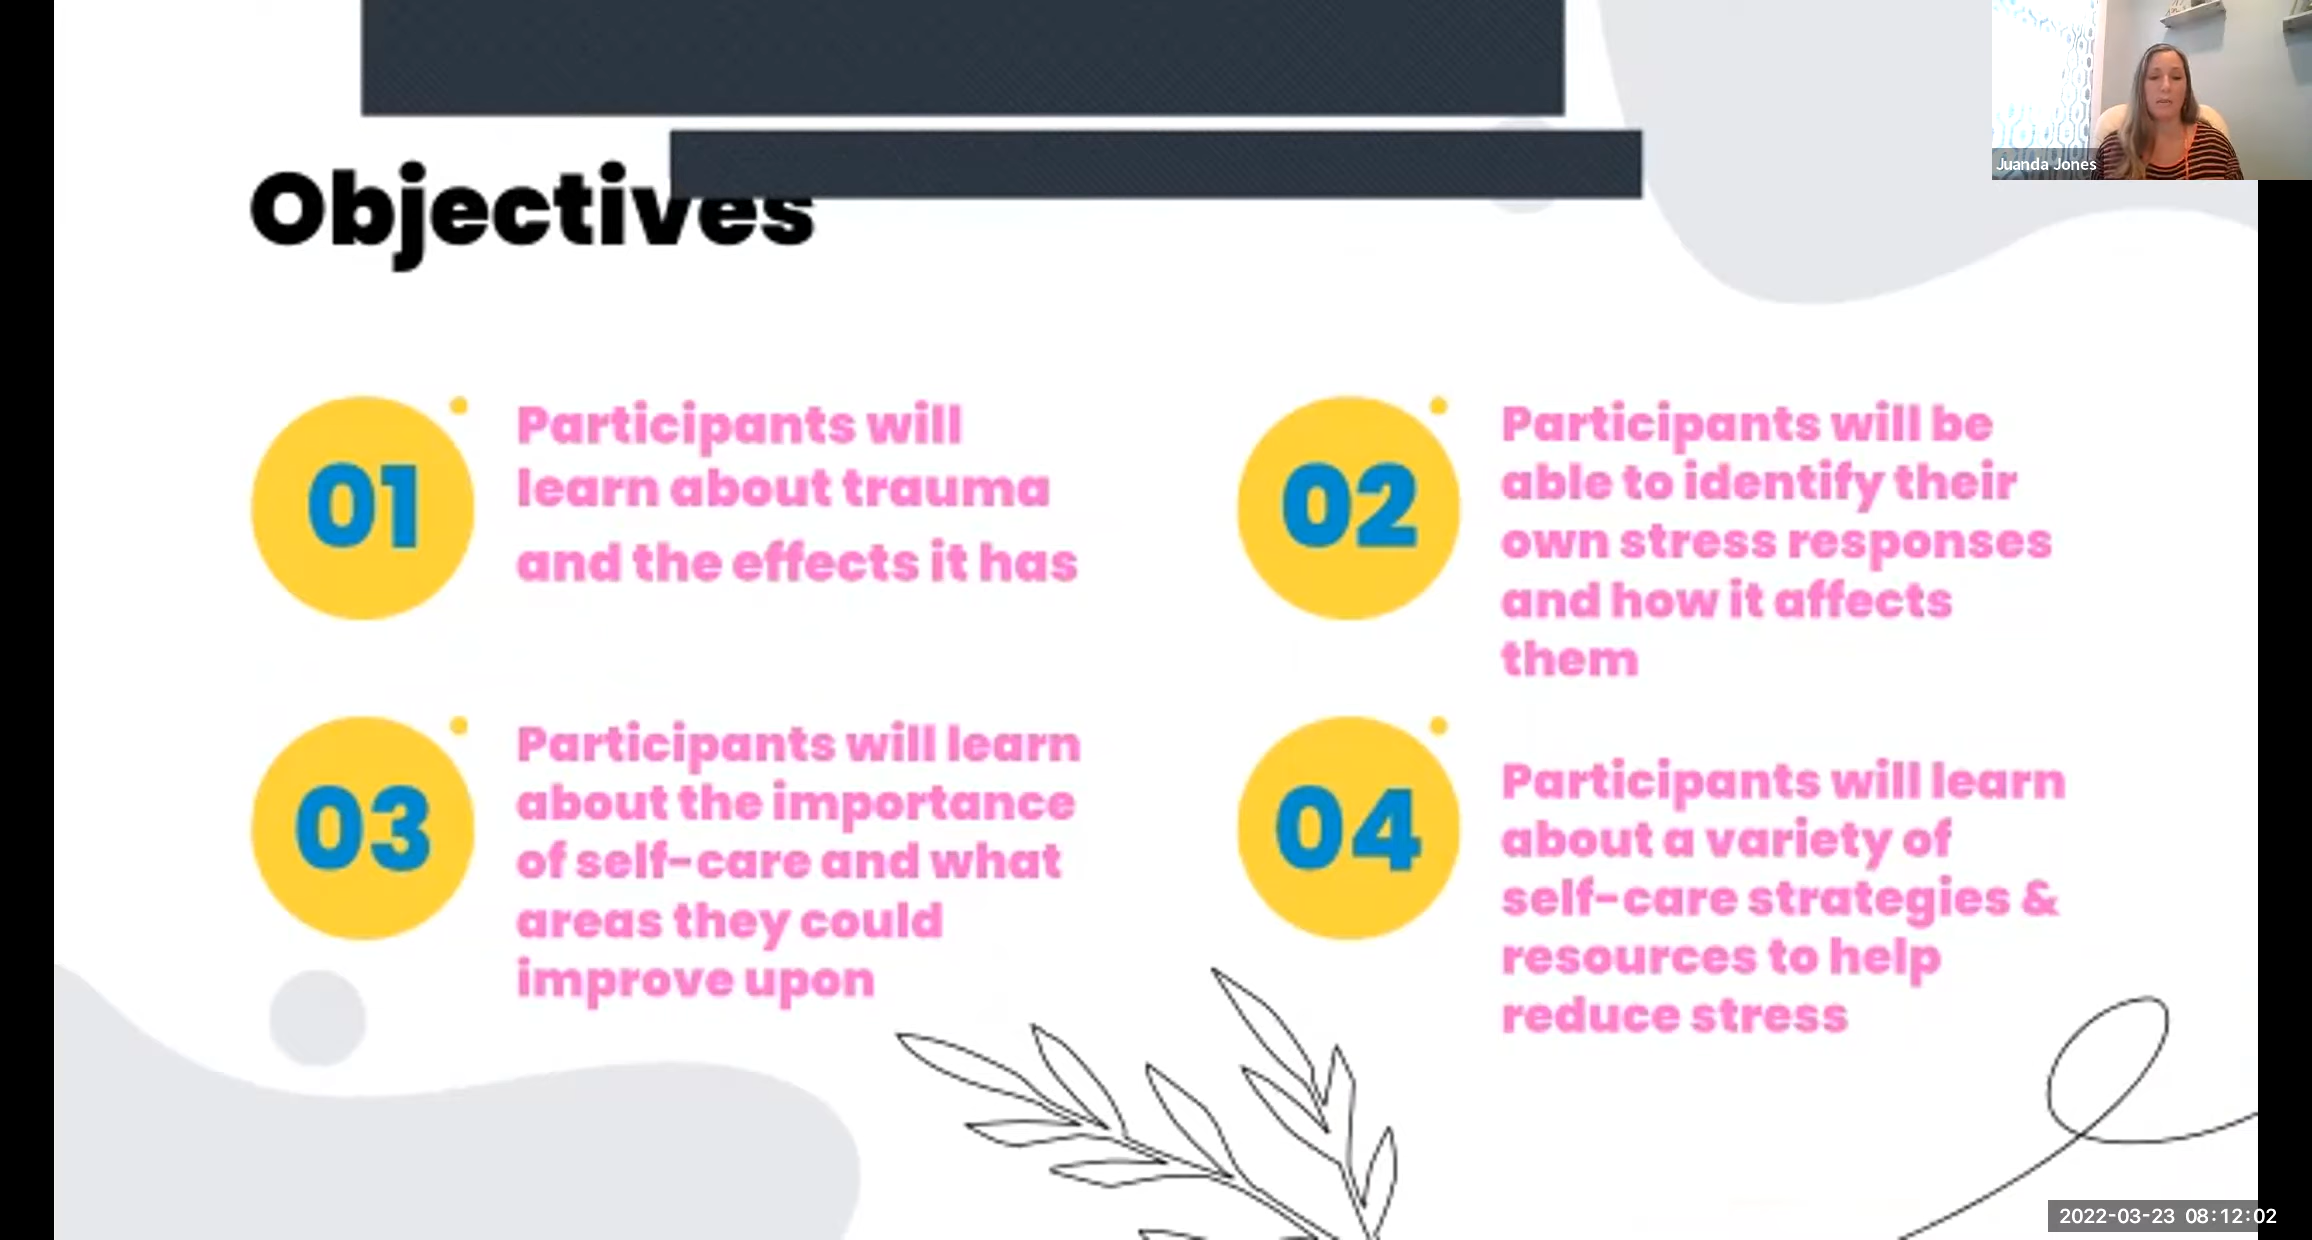 Juanda Jones
Objectives
01
Participants will
learn about trauma
and the effects it has
02
Participants will be
able to identify their
own stress responses
and how it affects
them
03
Participants will learn
about the importance
of self-care and what
areas they could
improve upon
04
Participants will learn
about a variety of
self-care strategies &
resources to help
reduce stress
2022-03-23 08:12:02